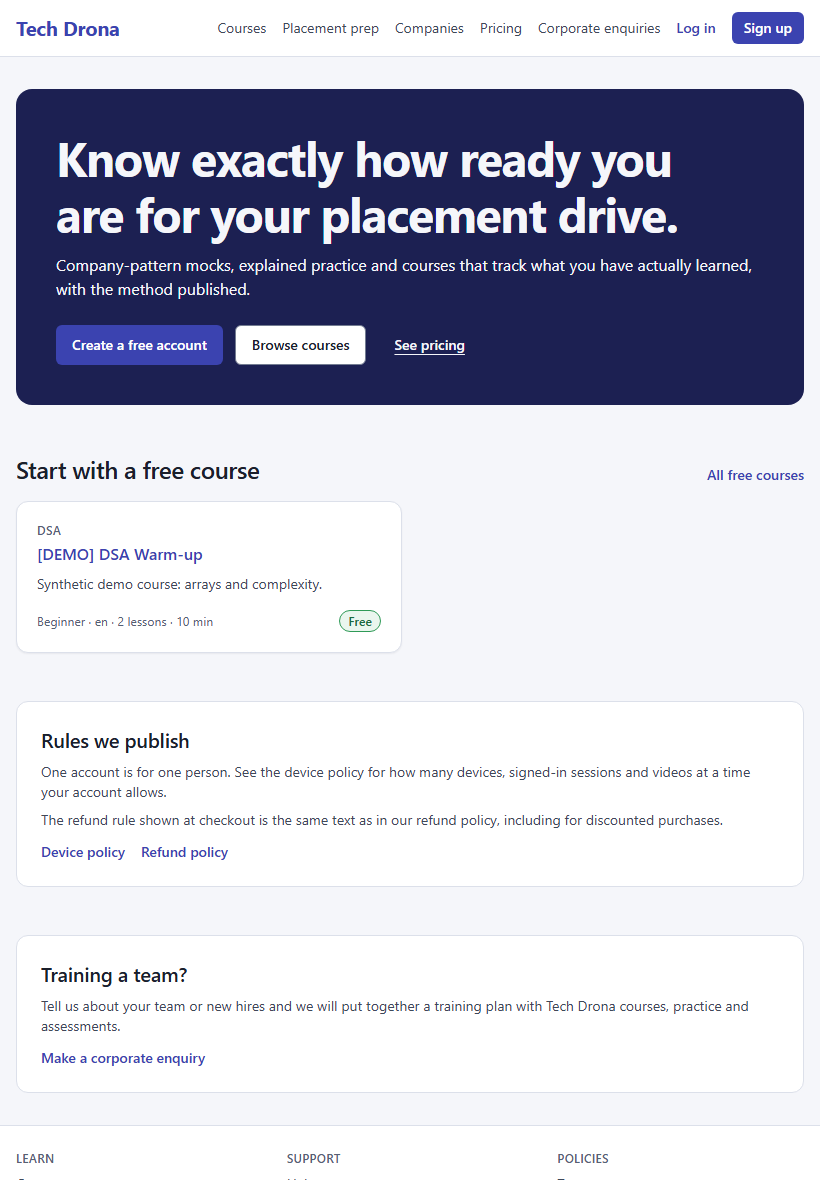 Tech Drona
Courses
Placement prep
Companies
Pricing
Corporate enquiries
Log in
Sign up
Know exactly how ready you
are for your placement drive.
Company-pattern mocks, explained practice and courses that track what you have actually learned,
with the method published.
Create a free account
Browse courses
See pricing
Start with a free course
All free courses
DSA
[DEMO] DSA Warm-up
Synthetic demo course: arrays and complexity.
Beginner · en · 2 lessons · 10 min
Free
Rules we publish
One account is for one person. See the device policy for how many devices, signed-in sessions and videos at a time
your account allows.
The refund rule shown at checkout is the same text as in our refund policy, including for discounted purchases.
Device policy
Refund policy
Training a team?
Tell us about your team or new hires and we will put together a training plan with Tech Drona courses, practice and
assessments.
Make a corporate enquiry
LEARN
SUPPORT
POLICIES